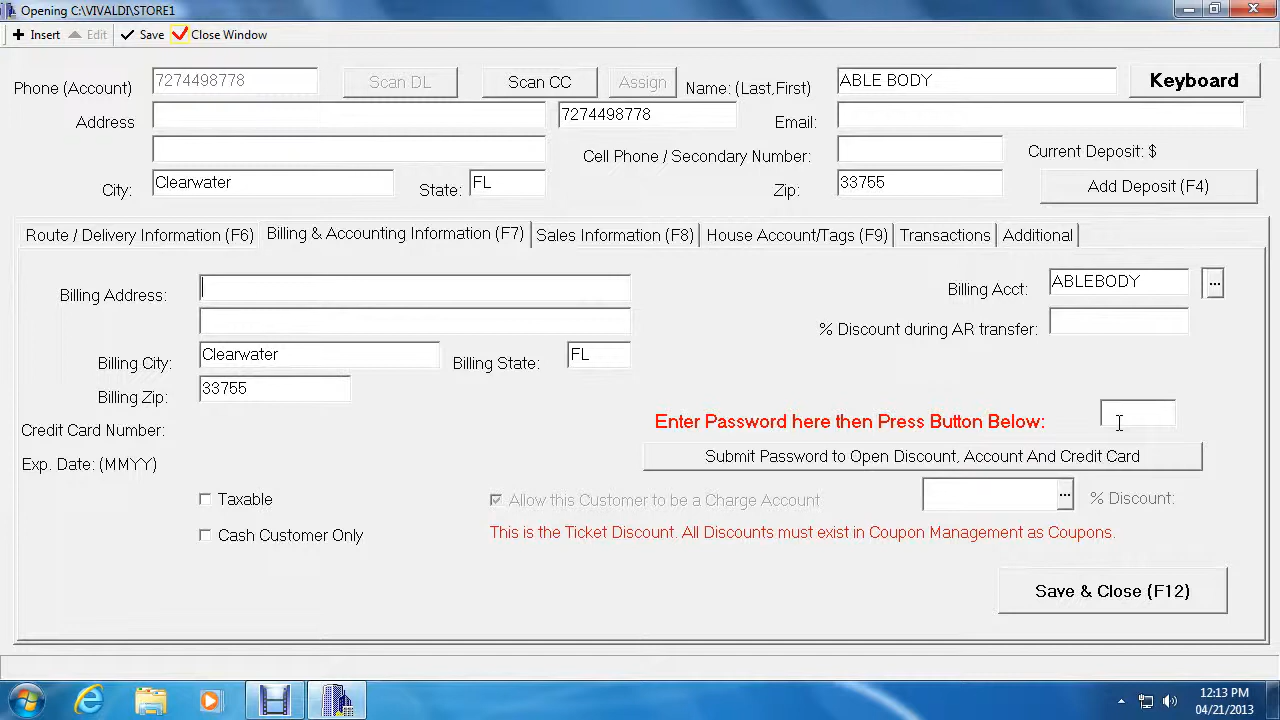 Opening C:\VIVALDI\STORE1
Insert Edit Save Close Window
Phone (Account) 7274498778 Scan DL Scan CC Assign Name: (Last,First) ABLE BODY Keyboard
Address 7274498778 Email:
Cell Phone / Secondary Number: Current Deposit: $
City: Clearwater State: FL Zip: 33755 Add Deposit (F4)
Route / Delivery Information (F6) Billing & Accounting Information (F7) Sales Information (F8) House Account/Tags (F9) Transactions Additional
Billing Address: Billing Acct: ABLEBODY ...
% Discount during AR transfer:
Billing City: Clearwater Billing State: FL
Billing Zip: 33755
Credit Card Number: Enter Password here then Press Button Below:
Exp. Date: (MMYY) Submit Password to Open Discount, Account And Credit Card
Taxable Allow this Customer to be a Charge Account ... % Discount:
Cash Customer Only This is the Ticket Discount. All Discounts must exist in Coupon Management as Coupons.
Save & Close (F12)
12:13 PM
04/21/2013